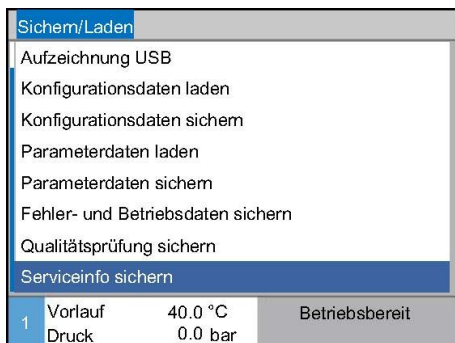 Sichern/Laden
Aufzeichnung USB
Konfigurationsdaten laden
Konfigurationsdaten sichern
Parameterdaten laden
Parameterdaten sichern
Fehler- und Betriebsdaten sichern
Qualitätsprüfung sichern
Serviceinfo sichern
1 Vorlauf 40.0 °C Betriebsbereit
Druck 0.0 bar